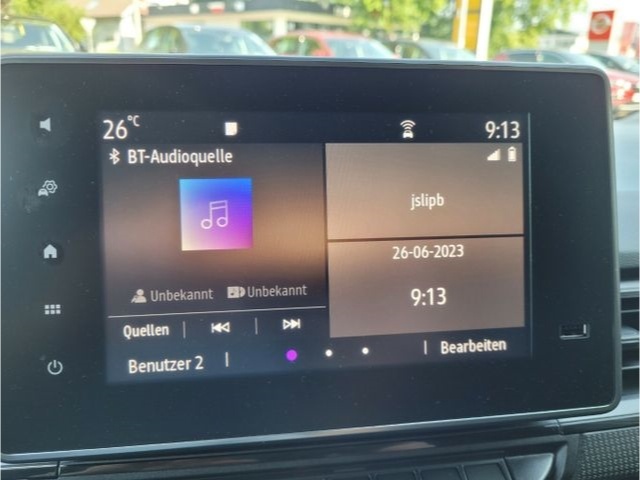 26°C
9:13
BT-Audioquelle
jslipb
26-06-2023
9:13
Unbekannt
Unbekannt
Quellen
Benutzer 2
Bearbeiten